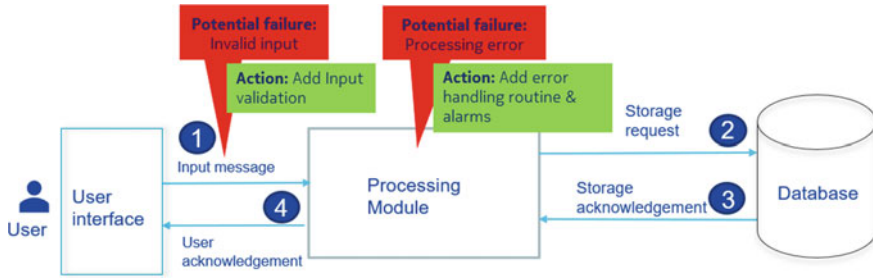 Potential failure:
Invalid input
Action: Add Input
validation
Potential failure:
Processing error
Action: Add error
handling routine &
alarms
1
Input message
Storage
request
2
User
interface
User
4
User
acknowledgement
Processing
Module
Storage
acknowledgement
3
Database